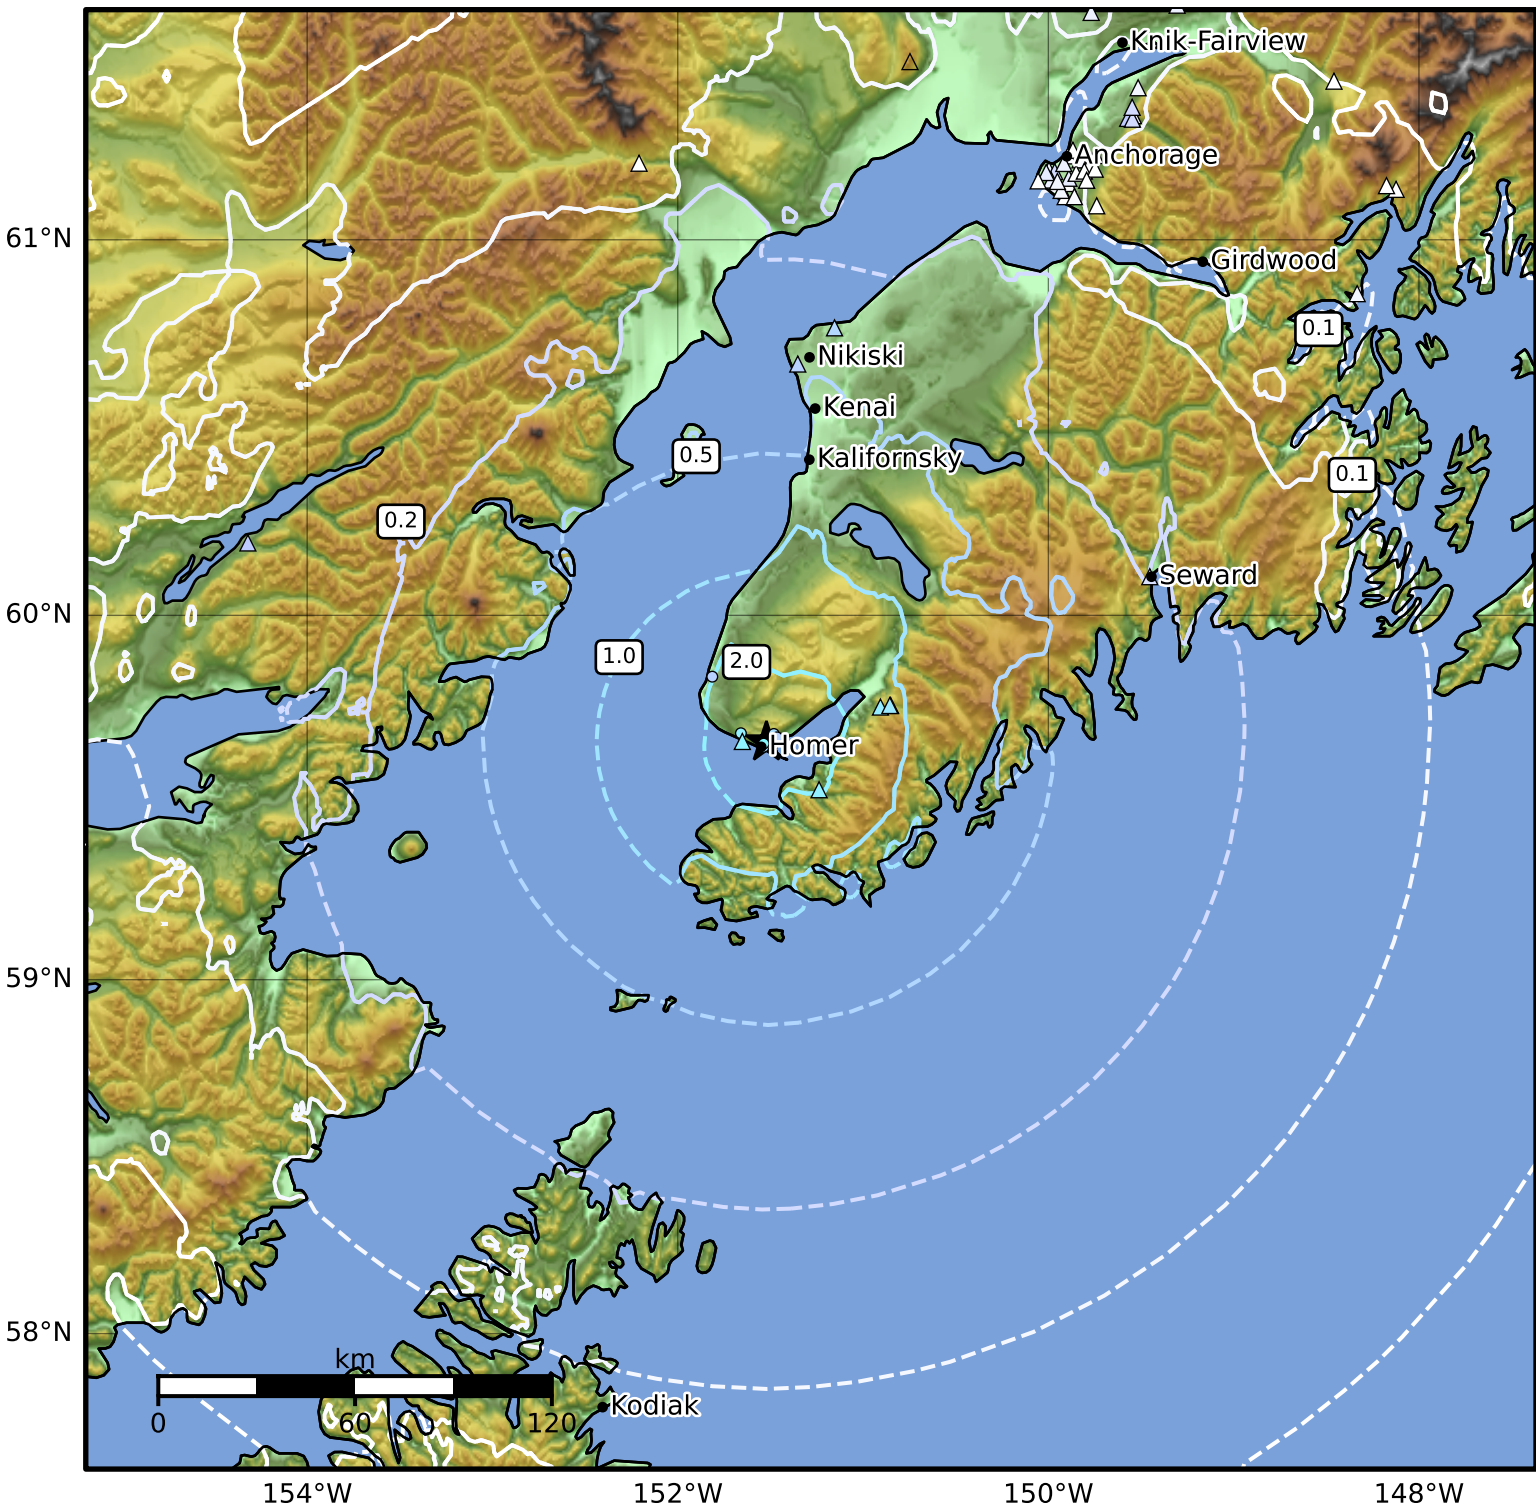 Knik-Fairview
Anchorage
61°N
Girdwood
0.1
Nikiski
Kenai
0.5
Kalifornsky
0.1
0.2
Seward
60°N
1.0
2.0
Homer
59°N
58°N
km
0 60 120
Kodiak
154°W 152°W 150°W 148°W